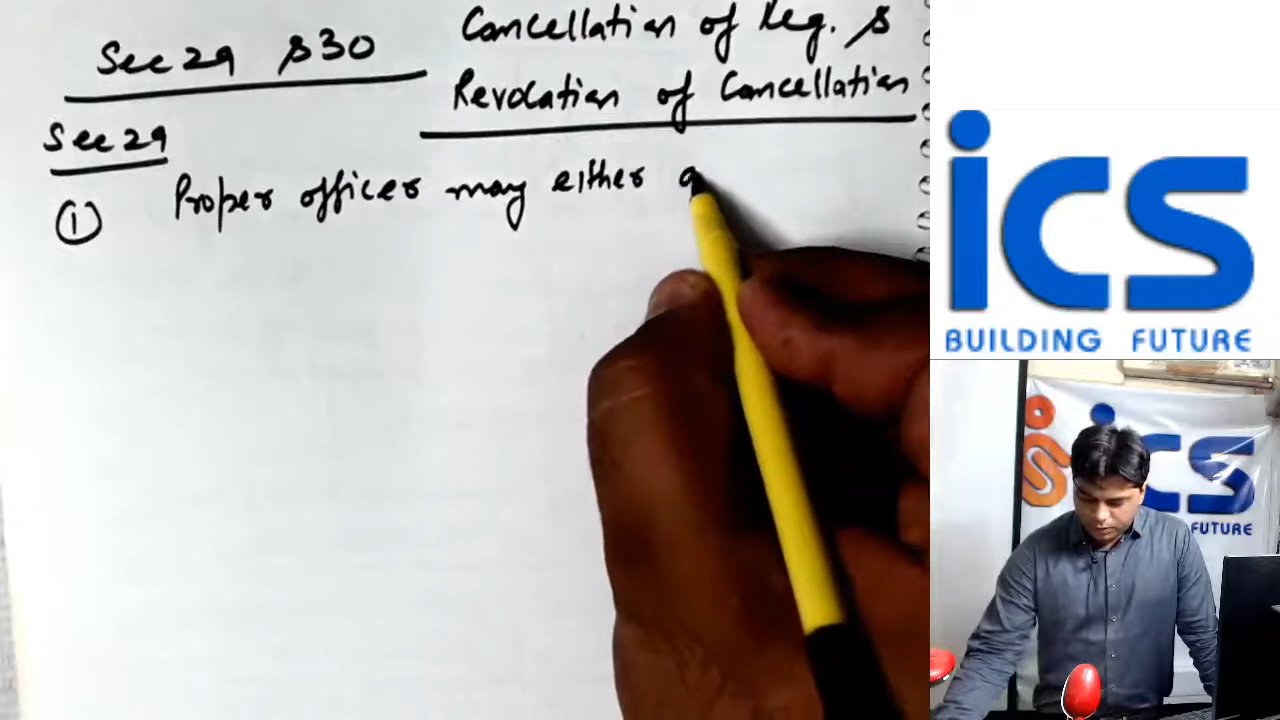 Sec 29 & 30
Cancellation of Reg. &
Revocation of Cancellation
Sec 29
① Proper officer may either
iCS
BUILDING FUTURE
iCS
FUTURE